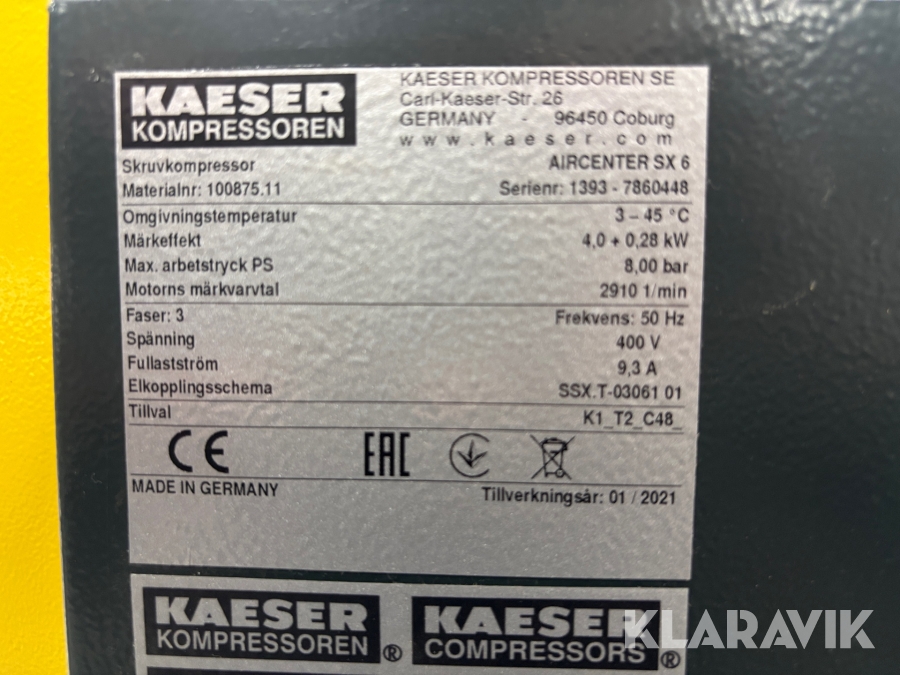 KAESER
KOMPRESSOREN
KAESER KOMPRESSOREN SE
Carl-Kaeser-Str. 26
GERMANY - 96450 Coburg
www.kaeser.com
Skruvkompressor AIRCENTER SX 6
Materialnr: 100875.11 Serienr: 1393 - 7860448
Omgivningstemperatur 3 – 45 °C
Märkeffekt 4,0 + 0,28 kW
Max. arbetstryck PS 8,00 bar
Motorns märkvarvtal 2910 1/min
Faser: 3 Frekvens: 50 Hz
Spänning 400 V
Fullastström 9,3 A
Elkopplingsschema SSX.T-03061 01
Tillval K1_T2_C48_
CE EAC
MADE IN GERMANY Tillverkningsår: 01 / 2021
KAESER KAESER
KOMPRESSOREN® COMPRESSORS®
KLARAVIK